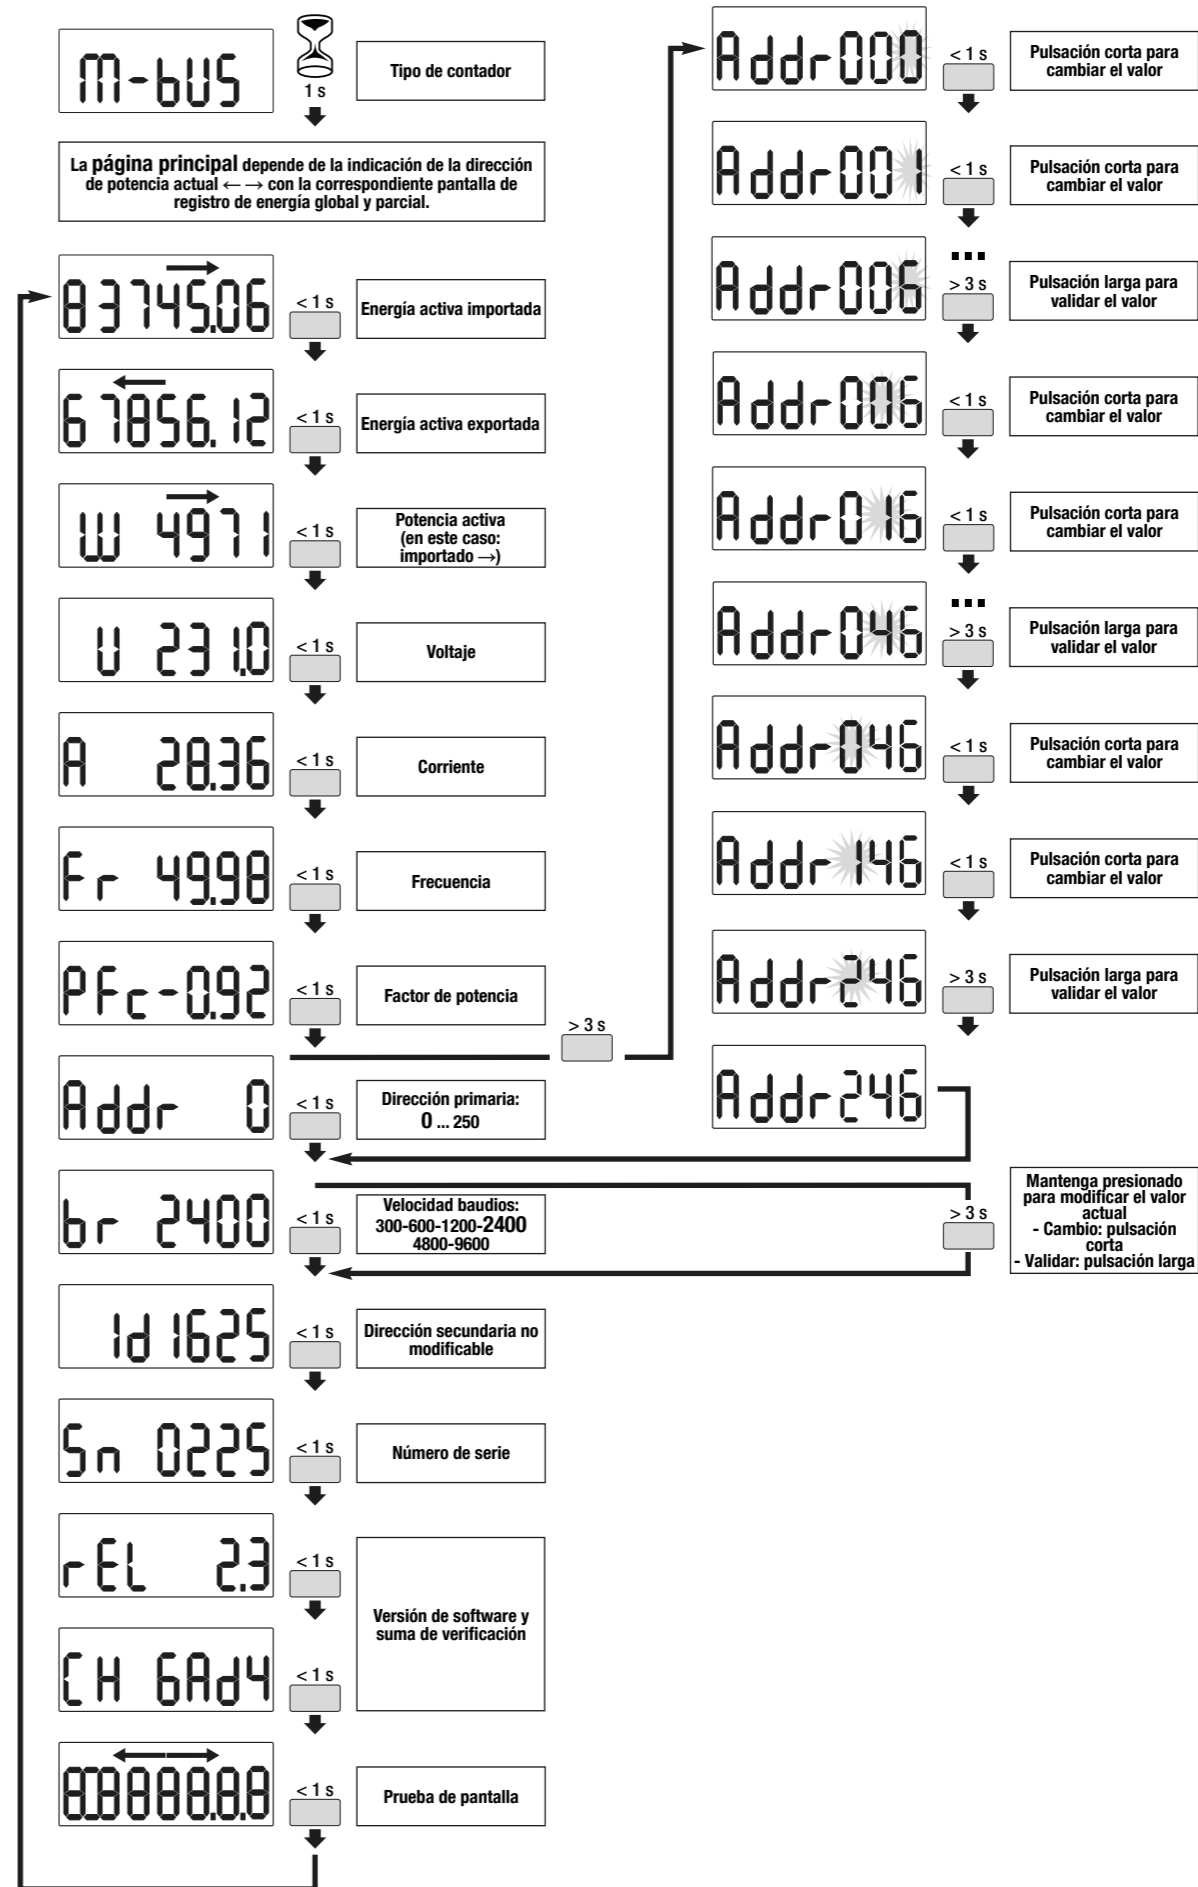 M-bUS
1 s
Tipo de contador
La página principal depende de la indicación de la dirección
de potencia actual ← → con la correspondiente pantalla de
registro de energía global y parcial.
83745.06
< 1 s
Energía activa importada
67856.12
< 1 s
Energía activa exportada
W 4971
< 1 s
Potencia activa
(en este caso:
importado →)
U 231.0
< 1 s
Voltaje
A 28.36
< 1 s
Corriente
Fr 49.98
< 1 s
Frecuencia
PFc-0.92
< 1 s
Factor de potencia
> 3 s
Addr 0
< 1 s
Dirección primaria:
0 ... 250
br 2400
< 1 s
Velocidad baudios:
300-600-1200-2400
4800-9600
> 3 s
Mantenga presionado
para modificar el valor
actual
- Cambio: pulsación
corta
- Validar: pulsación larga
Id 1625
< 1 s
Dirección secundaria no
modificable
Sn 0225
< 1 s
Número de serie
rEL 2.3
< 1 s
Versión de software y
suma de verificación
CH 6Ad4
< 1 s
8.8.8888.8.8
< 1 s
Prueba de pantalla
Addr000
< 1 s
Pulsación corta para
cambiar el valor
Addr001
< 1 s
Pulsación corta para
cambiar el valor
Addr006
...
> 3 s
Pulsación larga para
validar el valor
Addr006
< 1 s
Pulsación corta para
cambiar el valor
Addr016
< 1 s
Pulsación corta para
cambiar el valor
Addr046
...
> 3 s
Pulsación larga para
validar el valor
Addr046
< 1 s
Pulsación corta para
cambiar el valor
Addr146
< 1 s
Pulsación corta para
cambiar el valor
Addr246
> 3 s
Pulsación larga para
validar el valor
Addr246